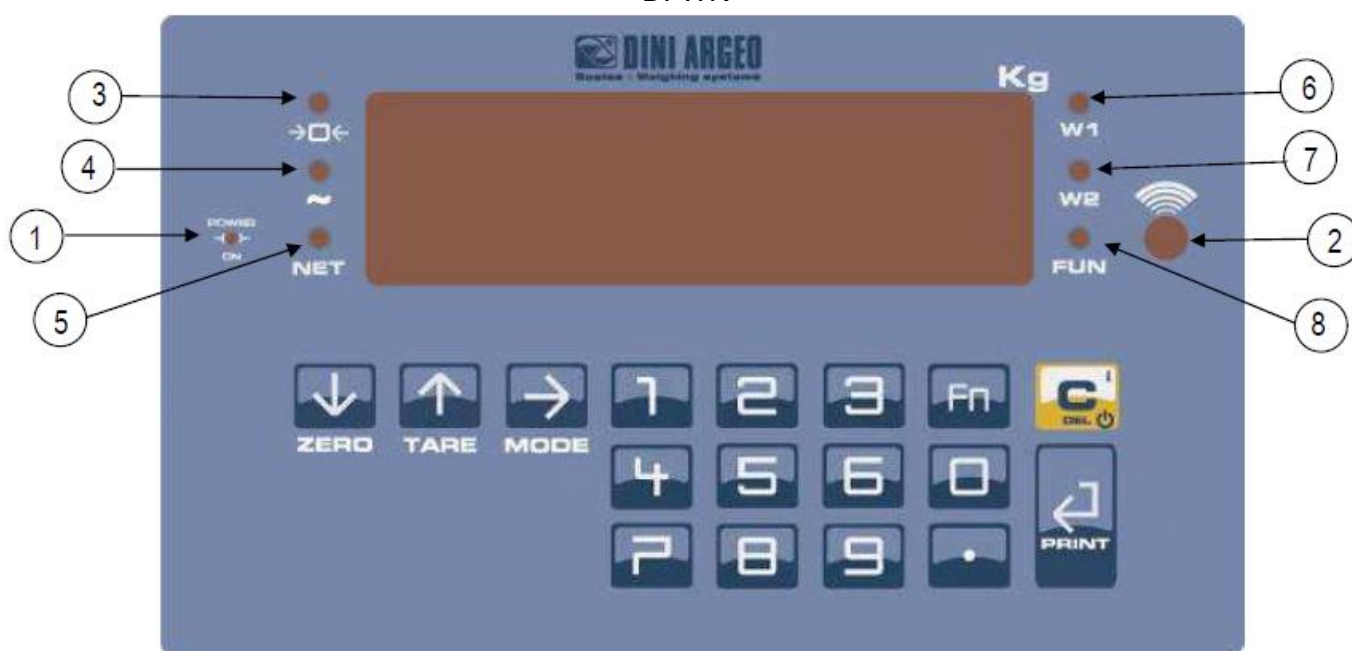 DINI ARGEO
Scales - Weighing systems
Kg
3
6
W1
4
7
W2
1
POWER
ON
2
5
NET
FUN
8
1
2
3
Fn
C
i
DEL
ZERO
TARE
MODE
4
5
6
0
PRINT
7
8
9
.